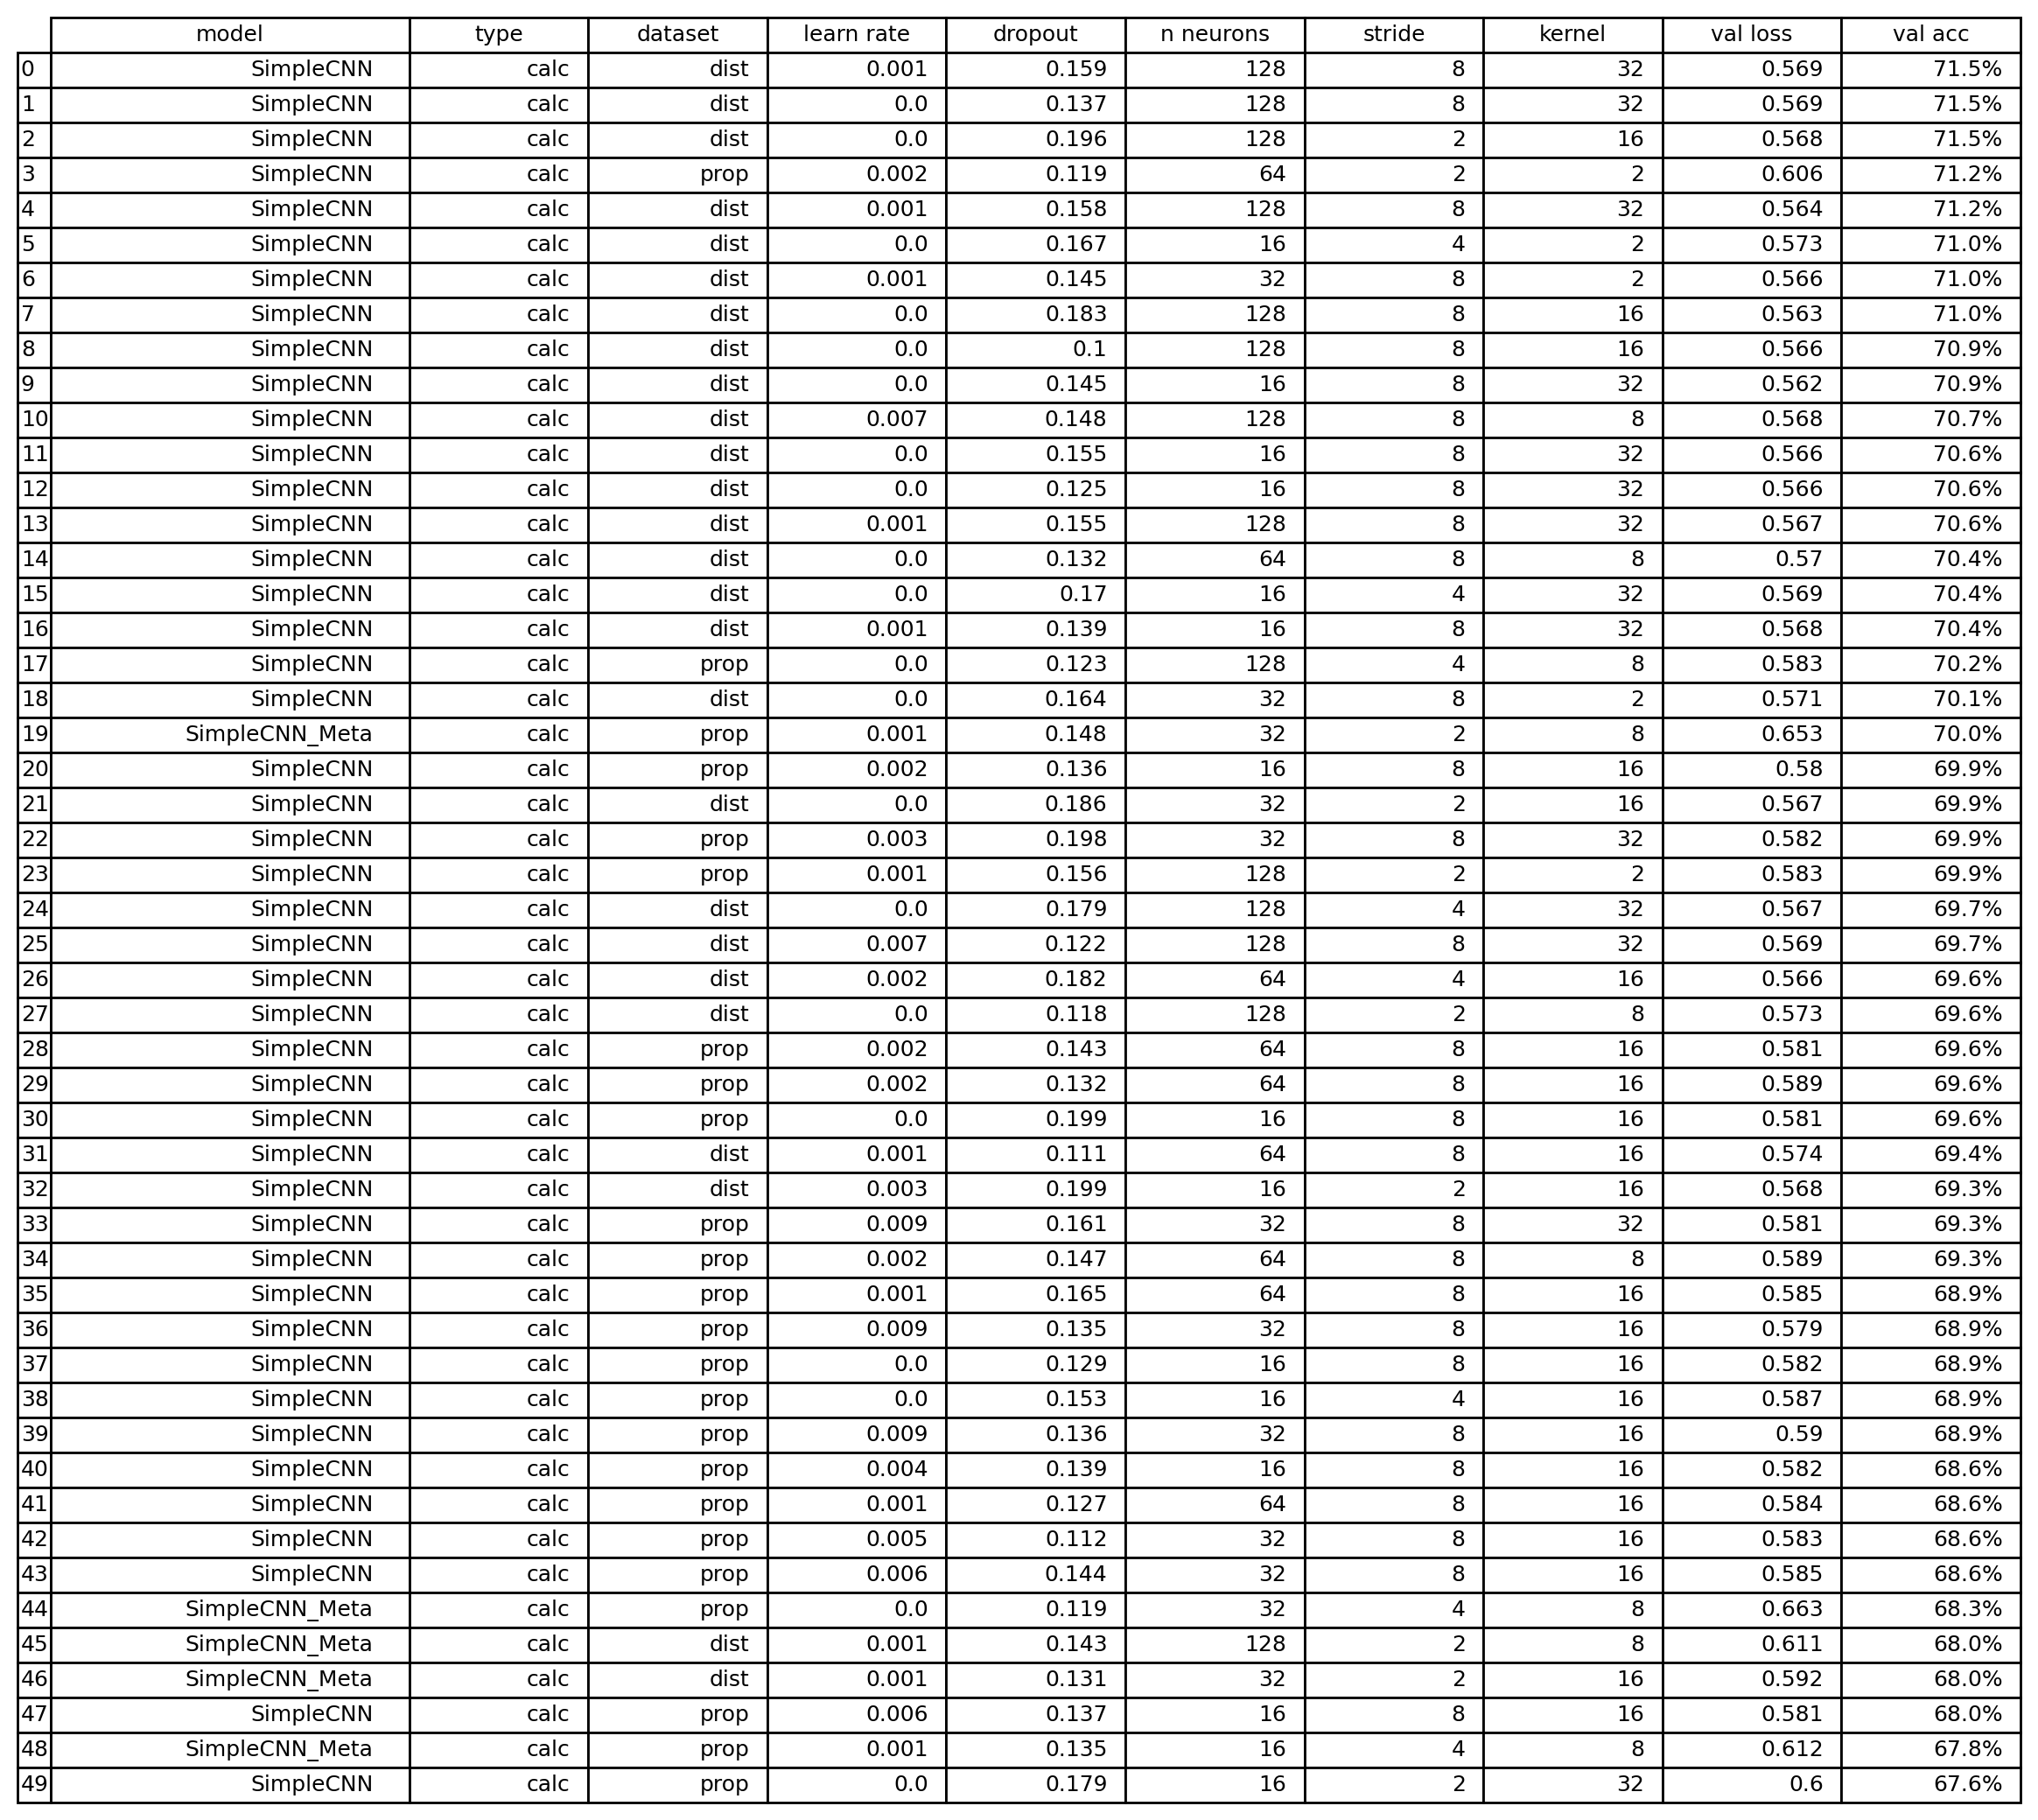 model type dataset learn rate dropout n neurons stride kernel val loss val acc
0 SimpleCNN calc dist 0.001 0.159 128 8 32 0.569 71.5%
1 SimpleCNN calc dist 0.0 0.137 128 8 32 0.569 71.5%
2 SimpleCNN calc dist 0.0 0.196 128 2 16 0.568 71.5%
3 SimpleCNN calc prop 0.002 0.119 64 2 2 0.606 71.2%
4 SimpleCNN calc dist 0.001 0.158 128 8 32 0.564 71.2%
5 SimpleCNN calc dist 0.0 0.167 16 4 2 0.573 71.0%
6 SimpleCNN calc dist 0.001 0.145 32 8 2 0.566 71.0%
7 SimpleCNN calc dist 0.0 0.183 128 8 16 0.563 71.0%
8 SimpleCNN calc dist 0.0 0.1 128 8 16 0.566 70.9%
9 SimpleCNN calc dist 0.0 0.145 16 8 32 0.562 70.9%
10 SimpleCNN calc dist 0.007 0.148 128 8 8 0.568 70.7%
11 SimpleCNN calc dist 0.0 0.155 16 8 32 0.566 70.6%
12 SimpleCNN calc dist 0.0 0.125 16 8 32 0.566 70.6%
13 SimpleCNN calc dist 0.001 0.155 128 8 32 0.567 70.6%
14 SimpleCNN calc dist 0.0 0.132 64 8 8 0.57 70.4%
15 SimpleCNN calc dist 0.0 0.17 16 4 32 0.569 70.4%
16 SimpleCNN calc dist 0.001 0.139 16 8 32 0.568 70.4%
17 SimpleCNN calc prop 0.0 0.123 128 4 8 0.583 70.2%
18 SimpleCNN calc dist 0.0 0.164 32 8 2 0.571 70.1%
19 SimpleCNN_Meta calc prop 0.001 0.148 32 2 8 0.653 70.0%
20 SimpleCNN calc prop 0.002 0.136 16 8 16 0.58 69.9%
21 SimpleCNN calc dist 0.0 0.186 32 2 16 0.567 69.9%
22 SimpleCNN calc prop 0.003 0.198 32 8 32 0.582 69.9%
23 SimpleCNN calc prop 0.001 0.156 128 2 2 0.583 69.9%
24 SimpleCNN calc dist 0.0 0.179 128 4 32 0.567 69.7%
25 SimpleCNN calc dist 0.007 0.122 128 8 32 0.569 69.7%
26 SimpleCNN calc dist 0.002 0.182 64 4 16 0.566 69.6%
27 SimpleCNN calc dist 0.0 0.118 128 2 8 0.573 69.6%
28 SimpleCNN calc prop 0.002 0.143 64 8 16 0.581 69.6%
29 SimpleCNN calc prop 0.002 0.132 64 8 16 0.589 69.6%
30 SimpleCNN calc prop 0.0 0.199 16 8 16 0.581 69.6%
31 SimpleCNN calc dist 0.001 0.111 64 8 16 0.574 69.4%
32 SimpleCNN calc dist 0.003 0.199 16 2 16 0.568 69.3%
33 SimpleCNN calc prop 0.009 0.161 32 8 32 0.581 69.3%
34 SimpleCNN calc prop 0.002 0.147 64 8 8 0.589 69.3%
35 SimpleCNN calc prop 0.001 0.165 64 8 16 0.585 68.9%
36 SimpleCNN calc prop 0.009 0.135 32 8 16 0.579 68.9%
37 SimpleCNN calc prop 0.0 0.129 16 8 16 0.582 68.9%
38 SimpleCNN calc prop 0.0 0.153 16 4 16 0.587 68.9%
39 SimpleCNN calc prop 0.009 0.136 32 8 16 0.59 68.9%
40 SimpleCNN calc prop 0.004 0.139 16 8 16 0.582 68.6%
41 SimpleCNN calc prop 0.001 0.127 64 8 16 0.584 68.6%
42 SimpleCNN calc prop 0.005 0.112 32 8 16 0.583 68.6%
43 SimpleCNN calc prop 0.006 0.144 32 8 16 0.585 68.6%
44 SimpleCNN_Meta calc prop 0.0 0.119 32 4 8 0.663 68.3%
45 SimpleCNN_Meta calc dist 0.001 0.143 128 2 8 0.611 68.0%
46 SimpleCNN_Meta calc dist 0.001 0.131 32 2 16 0.592 68.0%
47 SimpleCNN calc prop 0.006 0.137 16 8 16 0.581 68.0%
48 SimpleCNN_Meta calc prop 0.001 0.135 16 4 8 0.612 67.8%
49 SimpleCNN calc prop 0.0 0.179 16 2 32 0.6 67.6%